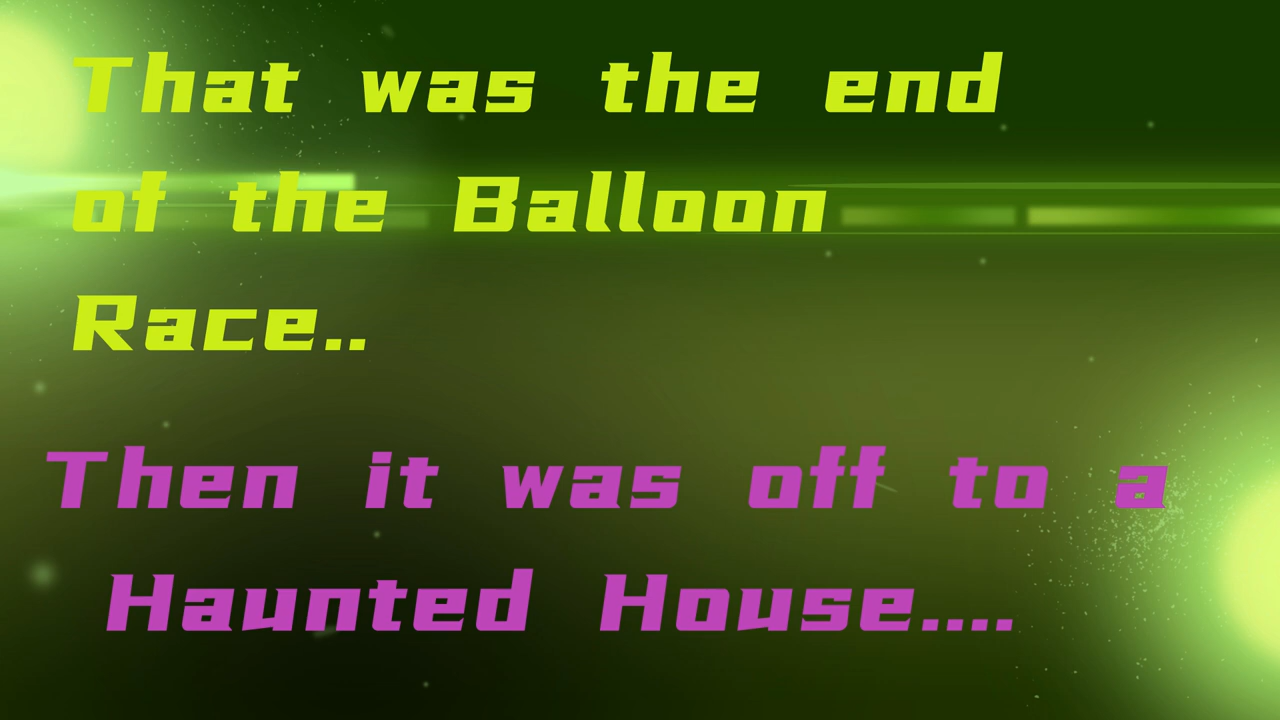 That was the end
of the Balloon
Race..
Then it was off to a
Haunted House....